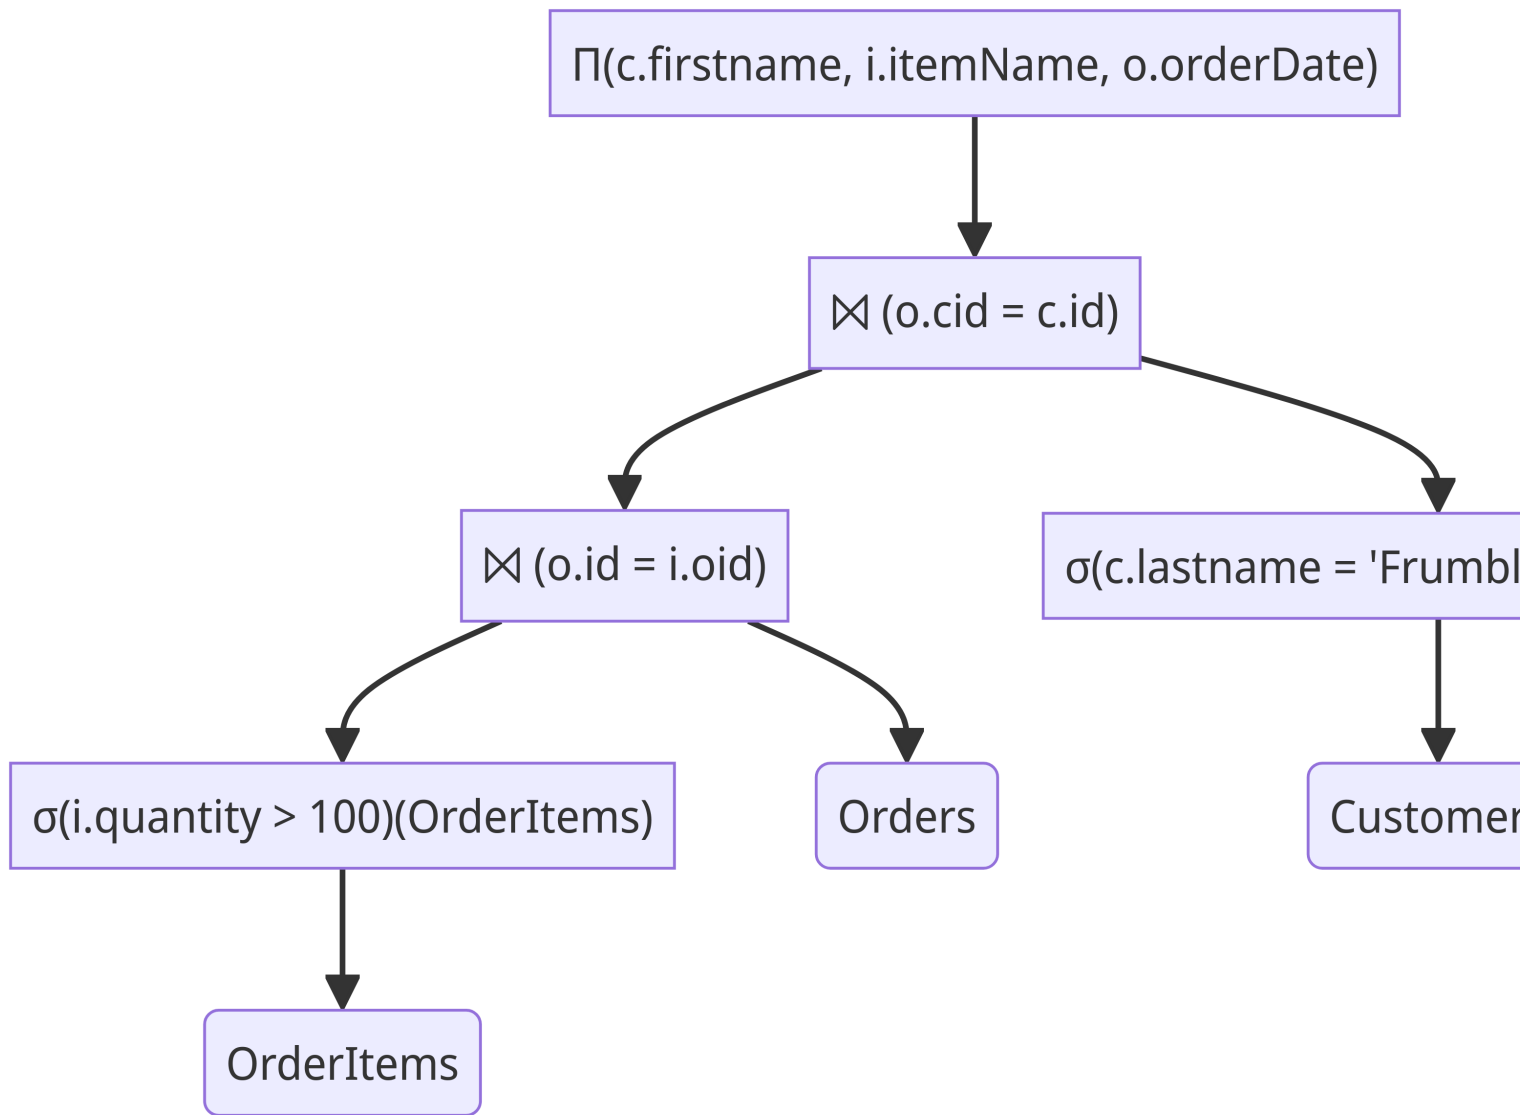 Π(c.firstname, i.itemName, o.orderDate)
⋈ (o.cid = c.id)
⋈ (o.id = i.oid)
σ(c.lastname = 'Frumbl
σ(i.quantity > 100)(OrderItems)
Orders
Customer
OrderItems